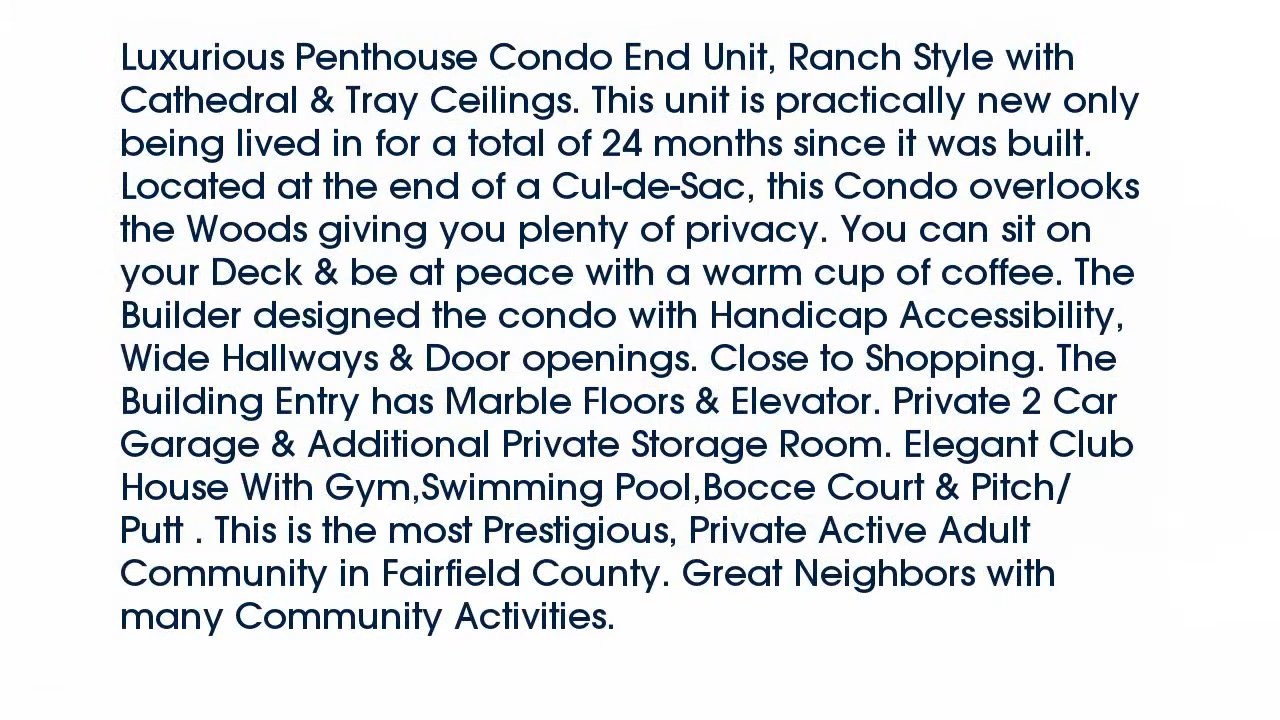 Luxurious Penthouse Condo End Unit, Ranch Style with
Cathedral & Tray Ceilings. This unit is practically new only
being lived in for a total of 24 months since it was built.
Located at the end of a Cul-de-Sac, this Condo overlooks
the Woods giving you plenty of privacy. You can sit on
your Deck & be at peace with a warm cup of coffee. The
Builder designed the condo with Handicap Accessibility,
Wide Hallways & Door openings. Close to Shopping. The
Building Entry has Marble Floors & Elevator. Private 2 Car
Garage & Additional Private Storage Room. Elegant Club
House With Gym,Swimming Pool,Bocce Court & Pitch/
Putt . This is the most Prestigious, Private Active Adult
Community in Fairfield County. Great Neighbors with
many Community Activities.